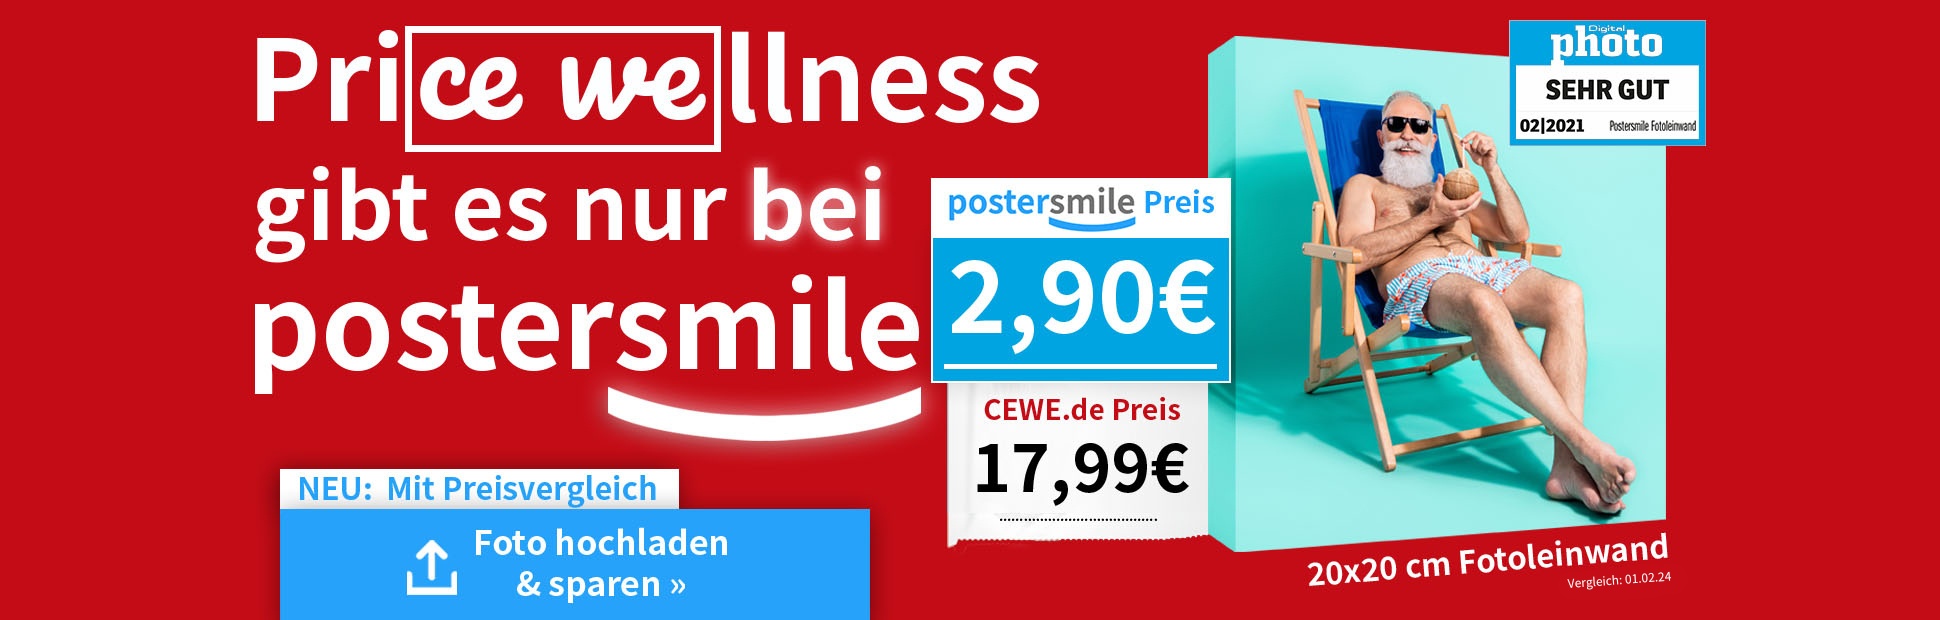 Price wellness
gibt es nur bei
postersmile
NEU: Mit Preisvergleich
Foto hochladen
& sparen »
postersmile Preis
2,90€
CEWE.de Preis
17,99€
Digital
photo
SEHR GUT
02|2021 Postersmile Fotoleinwand
20x20 cm Fotoleinwand
Vergleich: 01.02.24